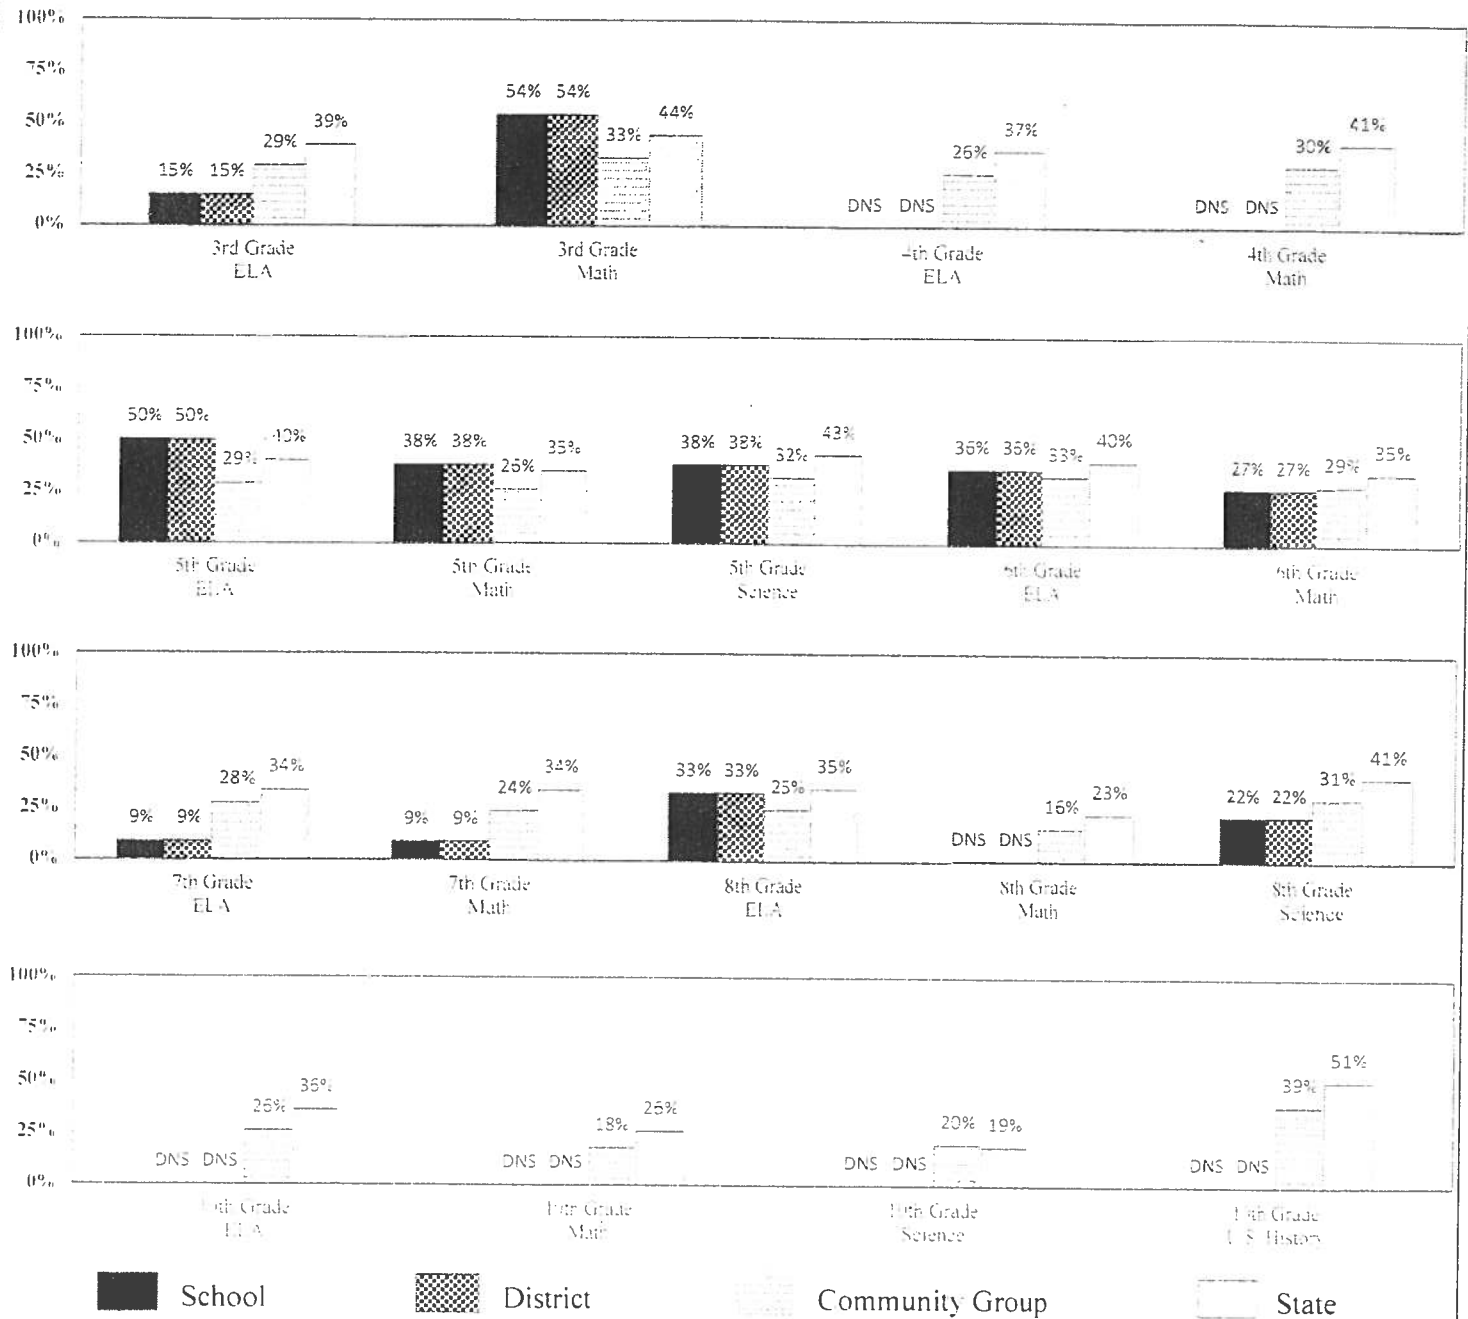 100%
75%
50%
25%
0%
54% 54%
44%
39%
41%
37%
33%
29%
30%
26%
15% 15%
DNS DNS
DNS DNS
3rd Grade
ELA
3rd Grade
Math
4th Grade
ELA
4th Grade
Math
100%
75%
50%
25%
0%
50% 50%
29%
40%
38% 38%
26%
35%
38% 38%
32%
43%
36% 36%
33%
40%
27% 27%
29%
35%
5th Grade
ELA
5th Grade
Math
5th Grade
Science
6th Grade
ELA
6th Grade
Math
100%
75%
50%
25%
0%
9% 9%
28%
34%
9% 9%
24%
34%
33% 33%
25%
35%
DNS DNS
16%
23%
22% 22%
31%
41%
7th Grade
ELA
7th Grade
Math
8th Grade
ELA
8th Grade
Math
8th Grade
Science
100%
75%
50%
25%
0%
DNS DNS
26%
36%
DNS DNS
18%
26%
DNS DNS
20%
19%
DNS DNS
39%
51%
10th Grade
ELA
10th Grade
Math
10th Grade
Science
Grade
History
School
District
Community Group
State